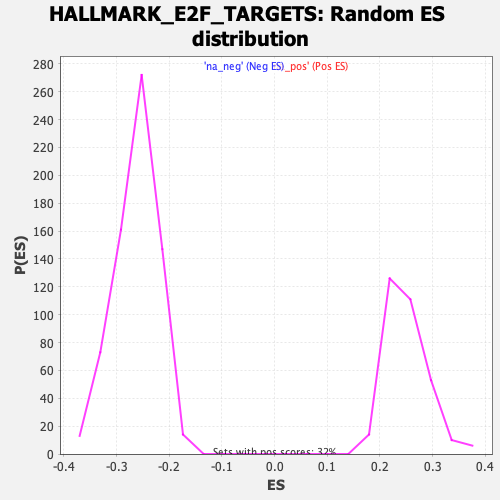 HALLMARK_E2F_TARGETS: Random ES
distribution
'na_neg' (Neg ES)_pos' (Pos ES)
280
260
240
220
200
180
160
140
120
100
80
60
40
20
0
P(ES)
Sets with pos scores: 32%
-0.4 -0.3 -0.2 -0.1 0.0 0.1 0.2 0.3 0.4
ES